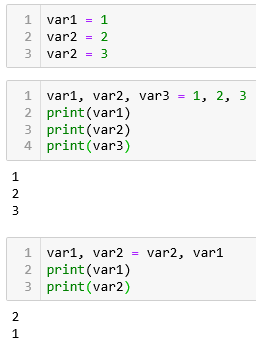 1 var1 = 1
2 var2 = 2
3 var2 = 3
1 var1, var2, var3 = 1, 2, 3
2 print(var1)
3 print(var2)
4 print(var3)
1
2
3
1 var1, var2 = var2, var1
2 print(var1)
3 print(var2)
2
1